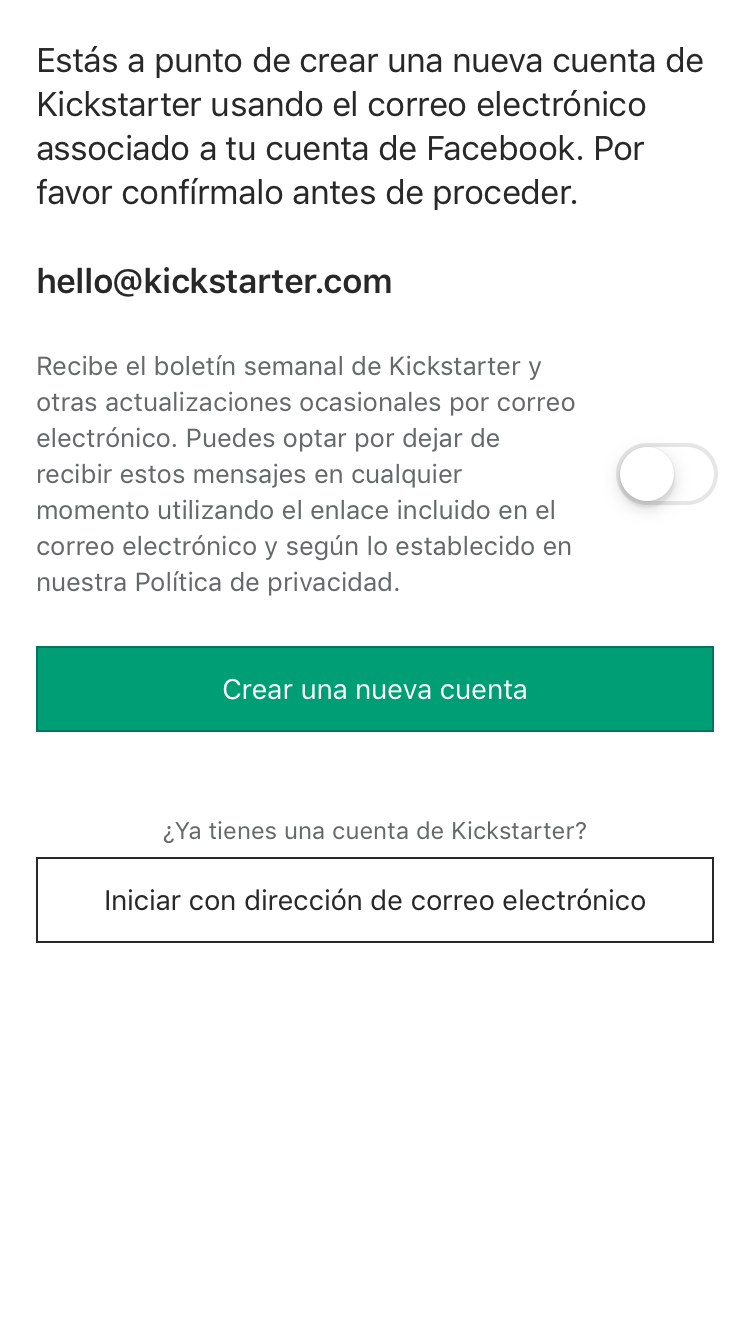 Estás a punto de crear una nueva cuenta de
Kickstarter usando el correo electrónico
associado a tu cuenta de Facebook. Por
favor confírmalo antes de proceder.
hello@kickstarter.com
Recibe el boletín semanal de Kickstarter y
otras actualizaciones ocasionales por correo
electrónico. Puedes optar por dejar de
recibir estos mensajes en cualquier
momento utilizando el enlace incluido en el
correo electrónico y según lo establecido en
nuestra Política de privacidad.
Crear una nueva cuenta
¿Ya tienes una cuenta de Kickstarter?
Iniciar con dirección de correo electrónico